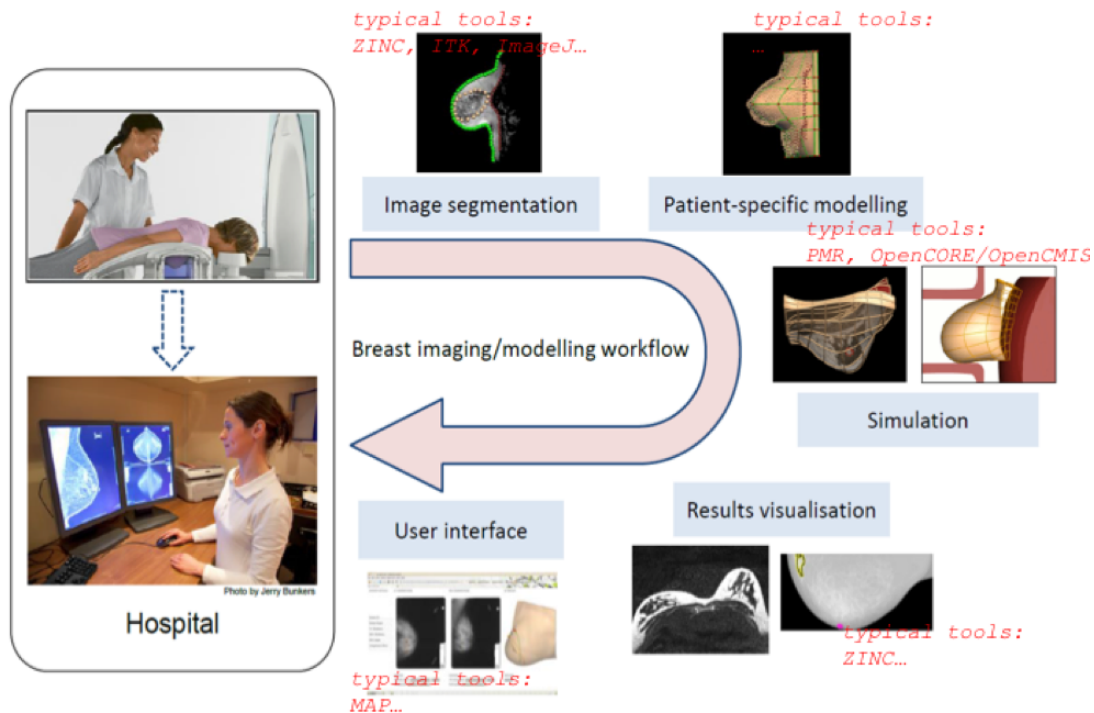 typical tools:
ZINC, ITK, ImageJ…
typical tools:
…
Image segmentation
Patient-specific modelling
typical tools:
PMR, OpenCORE/OpenCMIS
Breast imaging/modelling workflow
Simulation
Results visualisation
User interface
Photo by Jerry Bunkers
Hospital
typical tools:
ZINC…
typical tools:
MAP…